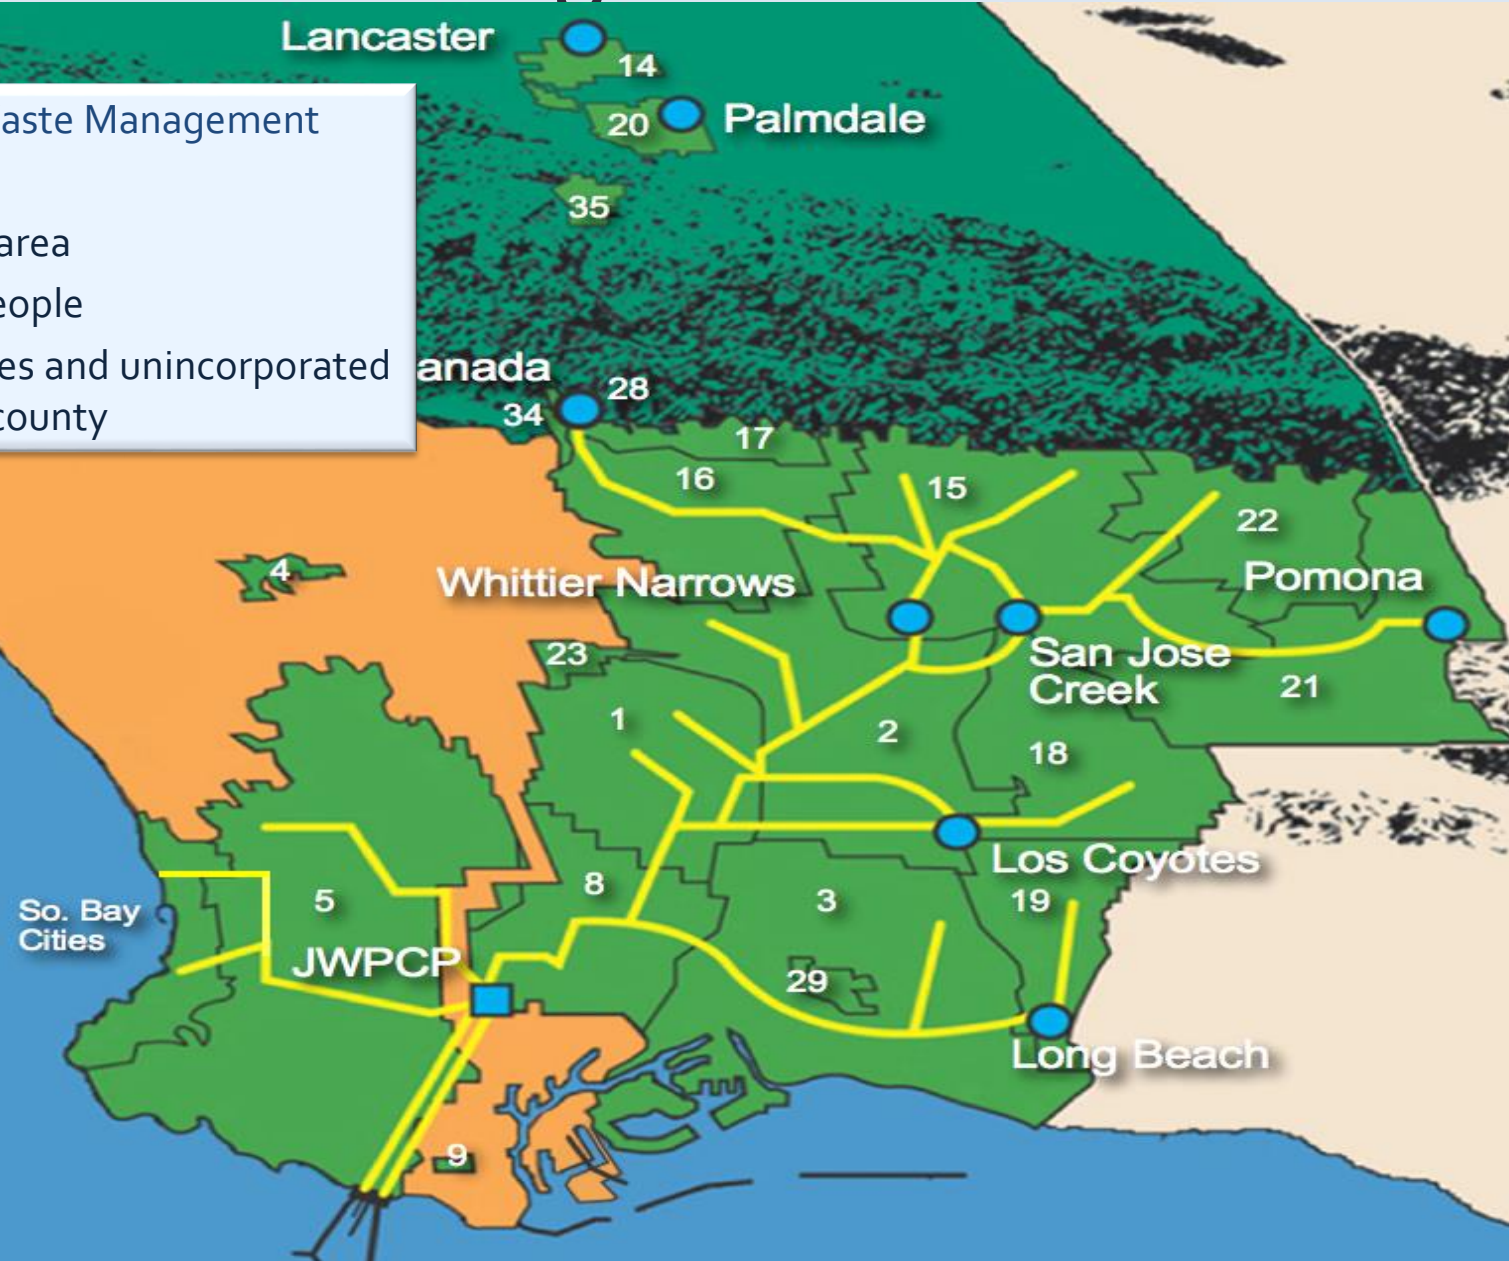 Lancaster
14
aste Management
20
Palmdale
35
area
eople
es and unincorporated
county
anada
28
34
17
16
15
22
4
Whittier Narrows
Pomona
23
San Jose
Creek
21
1
2
18
Los Coyotes
8
5
3
19
So. Bay
Cities
JWPCP
29
Long Beach
9